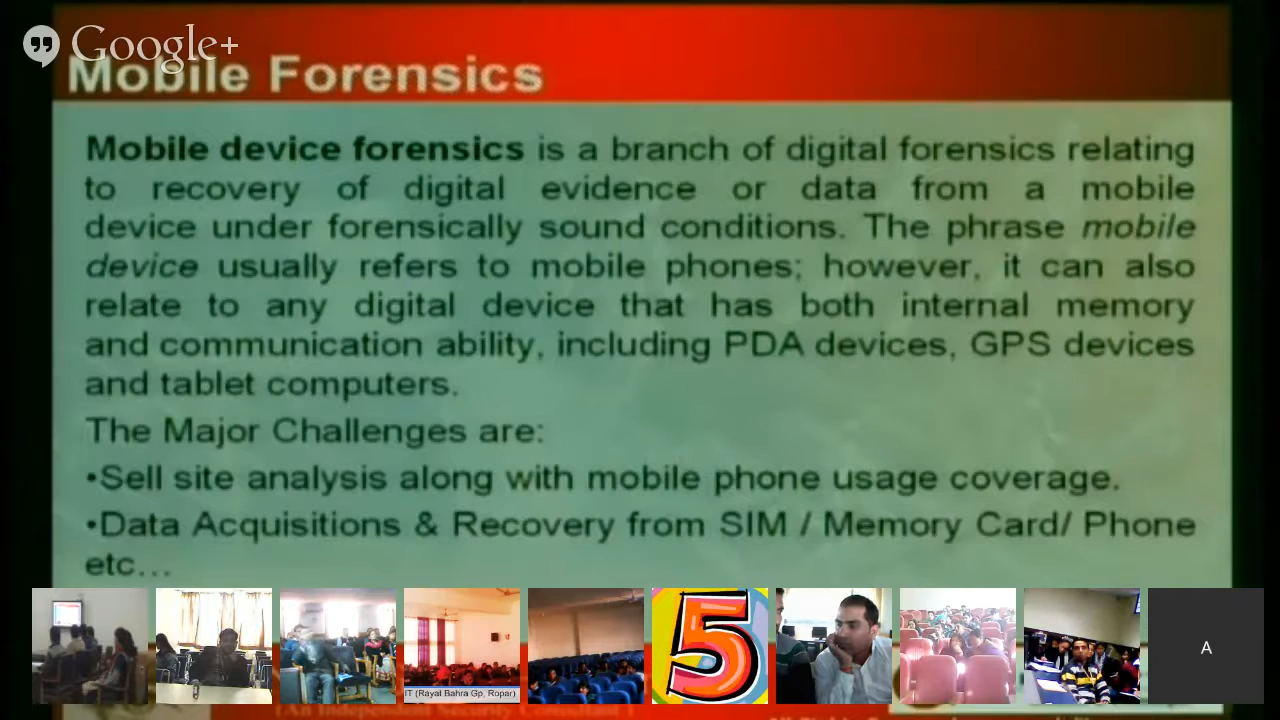 Google+
Mobile Forensics
Mobile device forensics is a branch of digital forensics relating
to recovery of digital evidence or data from a mobile
device under forensically sound conditions. The phrase mobile
device usually refers to mobile phones; however, it can also
relate to any digital device that has both internal memory
and communication ability, including PDA devices, GPS devices
and tablet computers.
The Major Challenges are:
•Sell site analysis along with mobile phone usage coverage.
•Data Acquisitions & Recovery from SIM / Memory Card/ Phone
etc...
IT (Rayal Bahra Gp, Ropar)
5
A